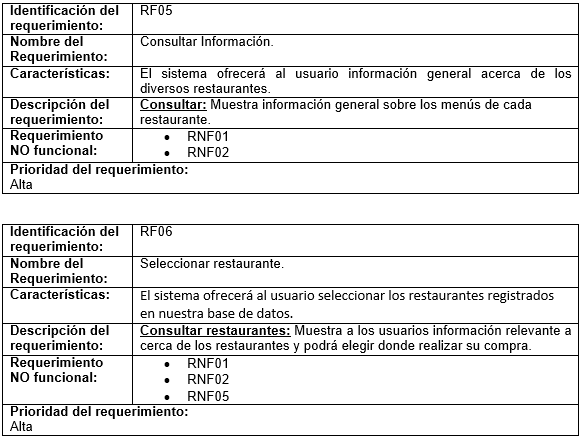 Identificación del requerimiento: RF05
Nombre del Requerimiento: Consultar Información.
Características: El sistema ofrecerá al usuario información general acerca de los
diversos restaurantes.
Descripción del requerimiento: Consultar: Muestra información general sobre los menús de cada
restaurante.
Requerimiento NO funcional:
• RNF01
• RNF02
Prioridad del requerimiento:
Alta
Identificación del requerimiento: RF06
Nombre del Requerimiento: Seleccionar restaurante.
Características: El sistema ofrecerá al usuario seleccionar los restaurantes registrados
en nuestra base de datos.
Descripción del requerimiento: Consultar restaurantes: Muestra a los usuarios información relevante a
cerca de los restaurantes y podrá elegir donde realizar su compra.
Requerimiento NO funcional:
• RNF01
• RNF02
• RNF05
Prioridad del requerimiento:
Alta